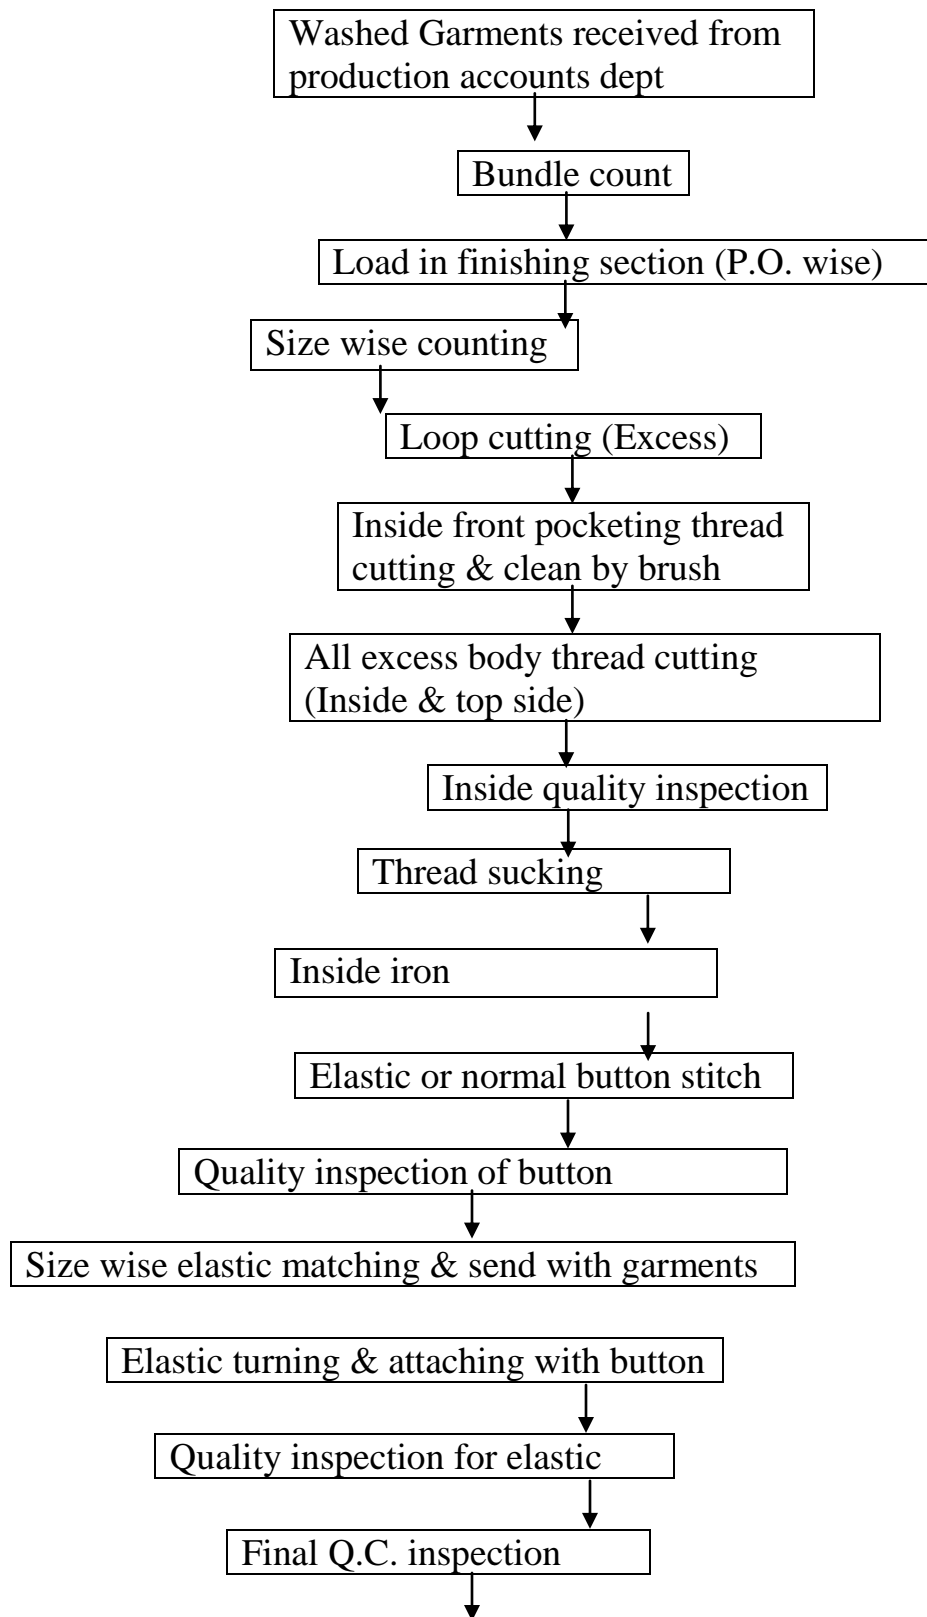 Washed Garments received from
production accounts dept
Bundle count
Load in finishing section (P.O. wise)
Size wise counting
Loop cutting (Excess)
Inside front pocketing thread
cutting & clean by brush
All excess body thread cutting
(Inside & top side)
Inside quality inspection
Thread sucking
Inside iron
Elastic or normal button stitch
Quality inspection of button
Size wise elastic matching & send with garments
Elastic turning & attaching with button
Quality inspection for elastic
Final Q.C. inspection